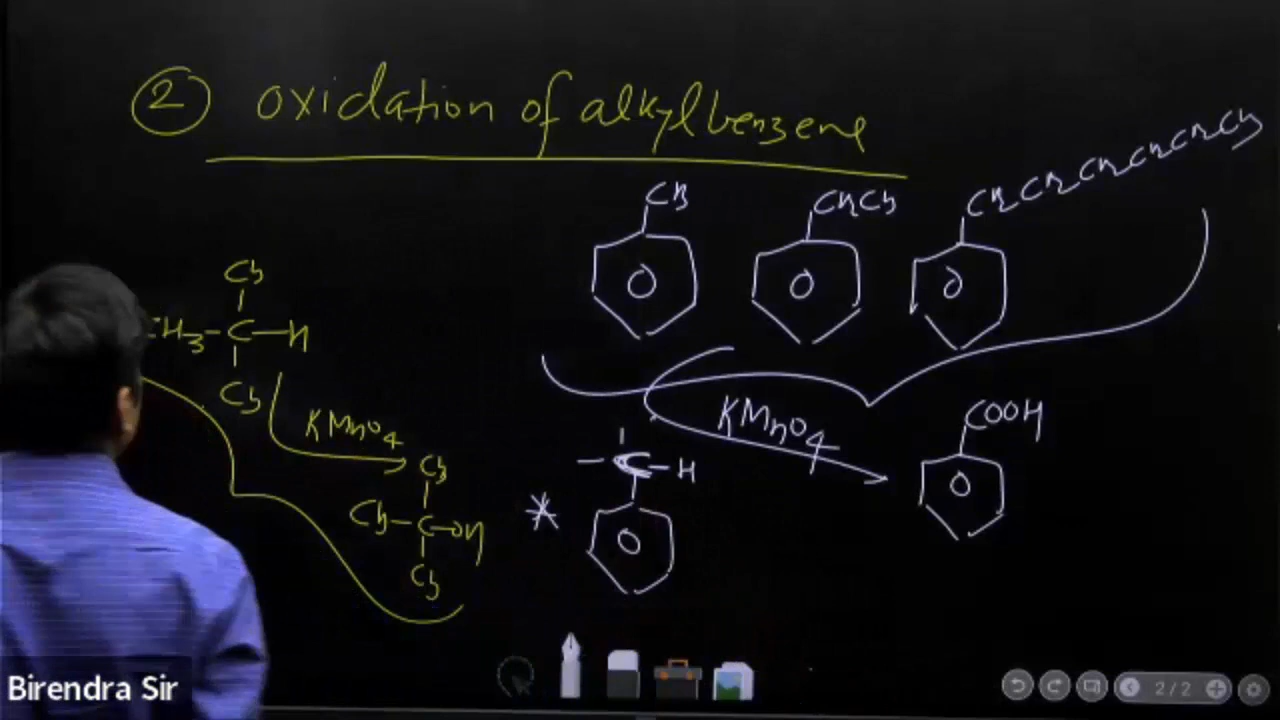 2 oxidation of alkylbenzene
CH3 CH2CH3 CH2CH2CH2CH2CH2CH3
CH3
CH3-C-H
CH3
KMnO4
CH3
CH3-C-OH
CH3
KMnO4
COOH
-C-H
*
Birendra Sir
2/2